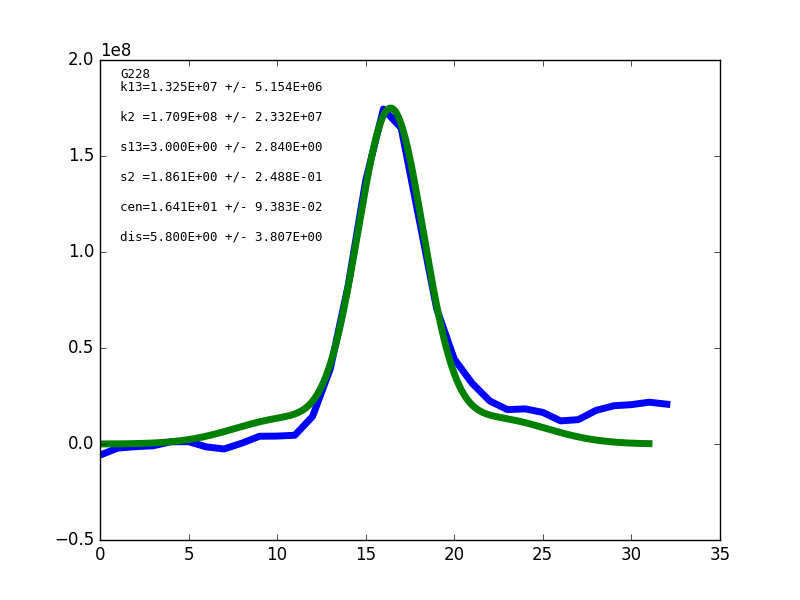 1e8
2.0
G228
k13=1.325E+07 +/- 5.154E+06
k2 =1.709E+08 +/- 2.332E+07
s13=3.000E+00 +/- 2.840E+00
s2 =1.861E+00 +/- 2.488E-01
cen=1.641E+01 +/- 9.383E-02
dis=5.800E+00 +/- 3.807E+00
1.5
1.0
0.5
0.0
−0.5
0 5 10 15 20 25 30 35